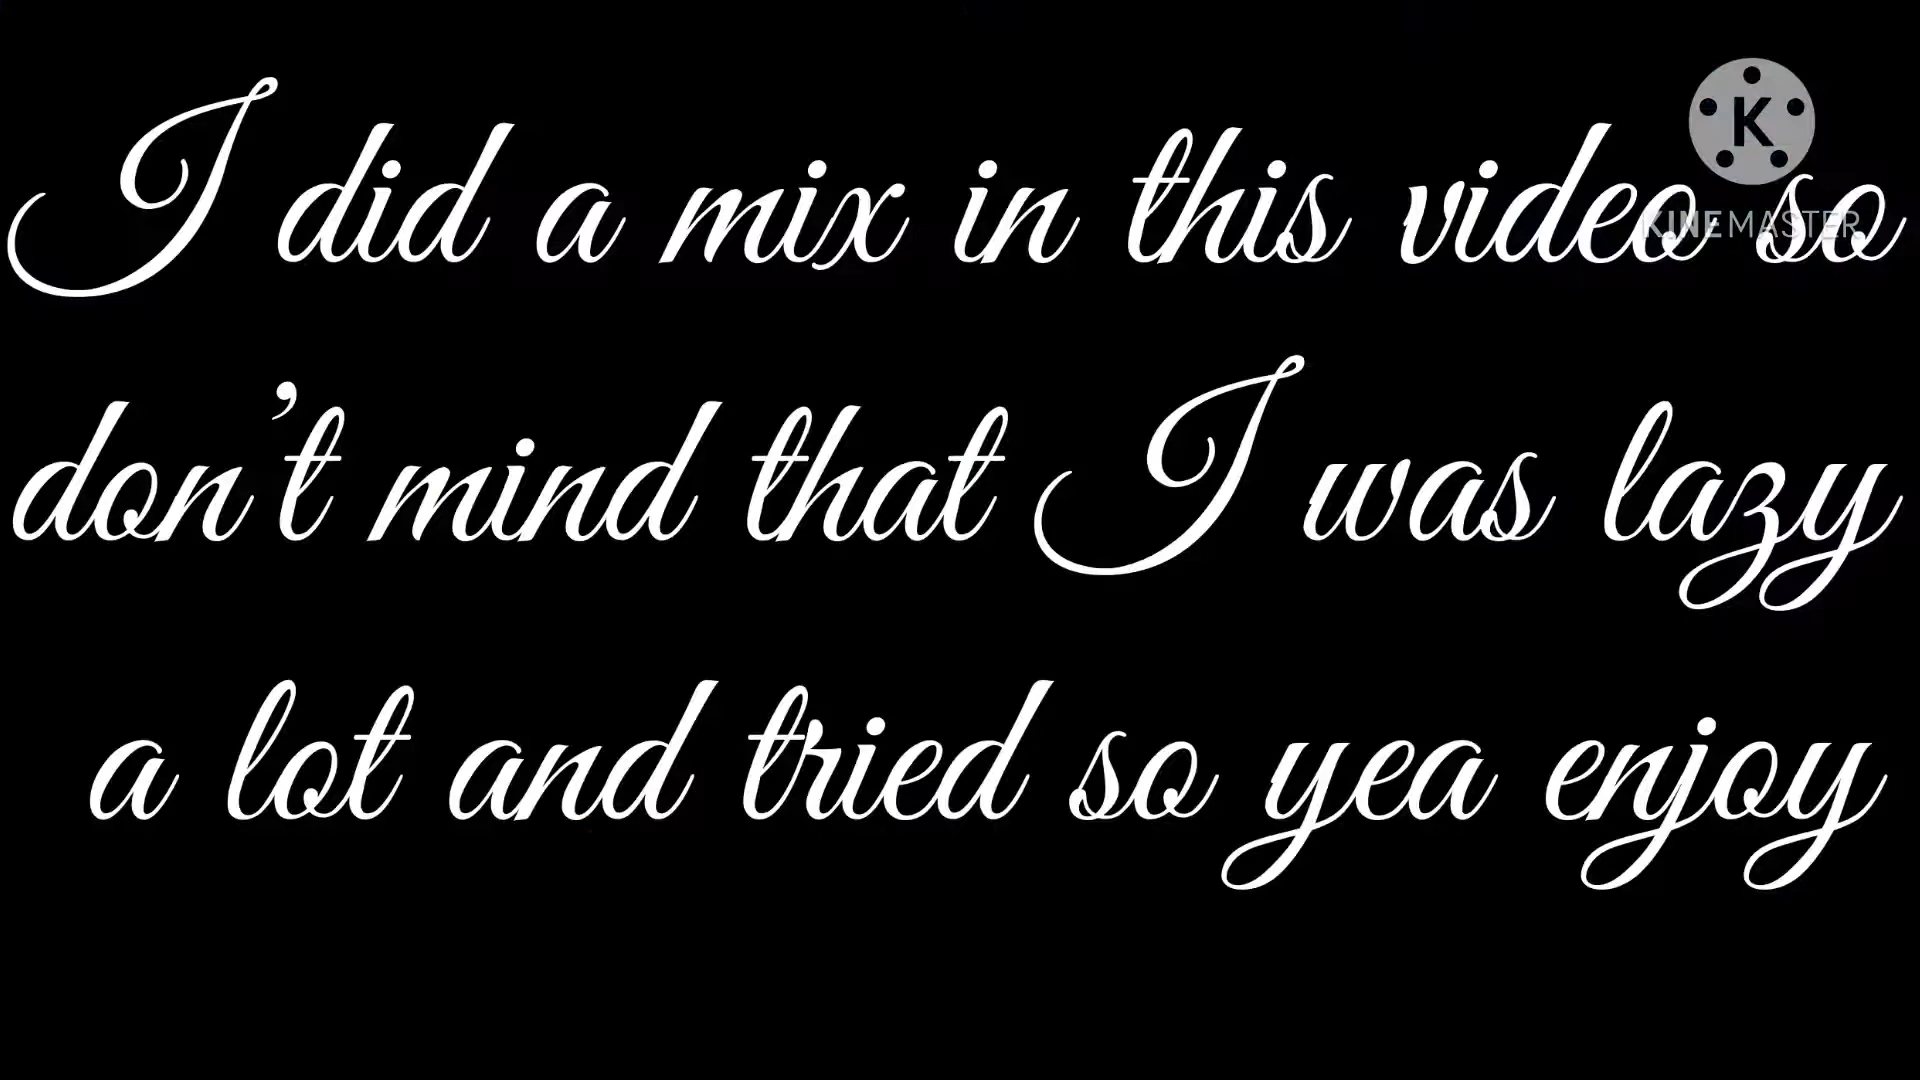 K
KINEMASTER
I did a mix in this video so
don't mind that I was lazy
a lot and tried so yea enjoy